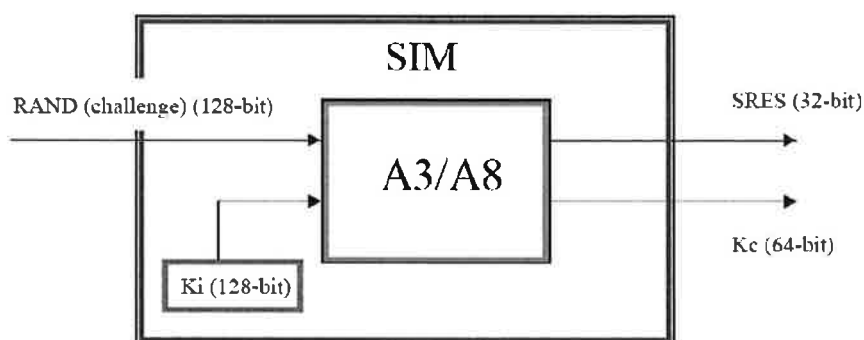 SIM
RAND (challenge) (128-bit)
SRES (32-bit)
A3/A8
Kc (64-bit)
Ki (128-bit)